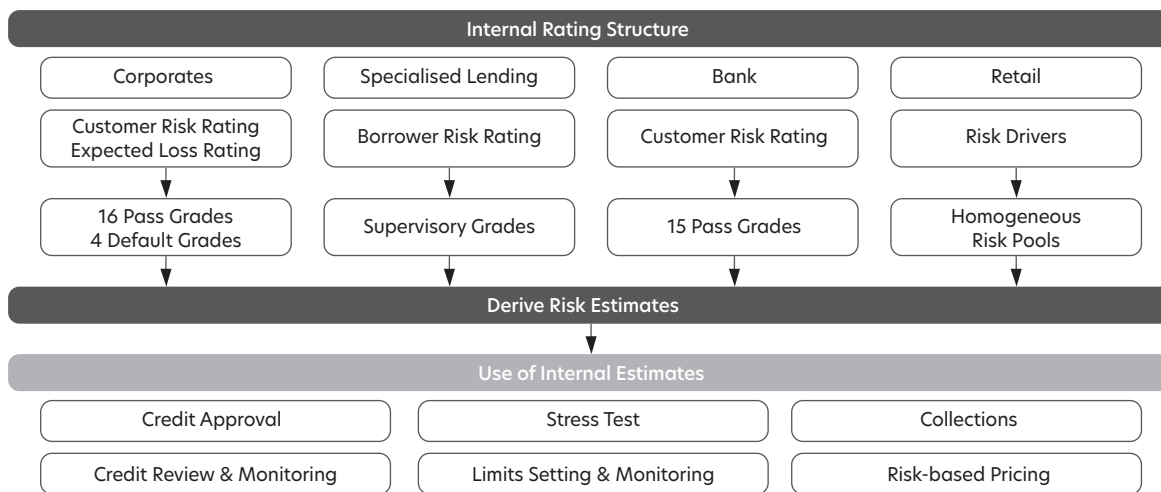 Internal Rating Structure
Corporates
Specialised Lending
Bank
Retail
Customer Risk Rating
Expected Loss Rating
Borrower Risk Rating
Customer Risk Rating
Risk Drivers
16 Pass Grades
4 Default Grades
Supervisory Grades
15 Pass Grades
Homogeneous
Risk Pools
Derive Risk Estimates
Use of Internal Estimates
Credit Approval
Stress Test
Collections
Credit Review & Monitoring
Limits Setting & Monitoring
Risk-based Pricing